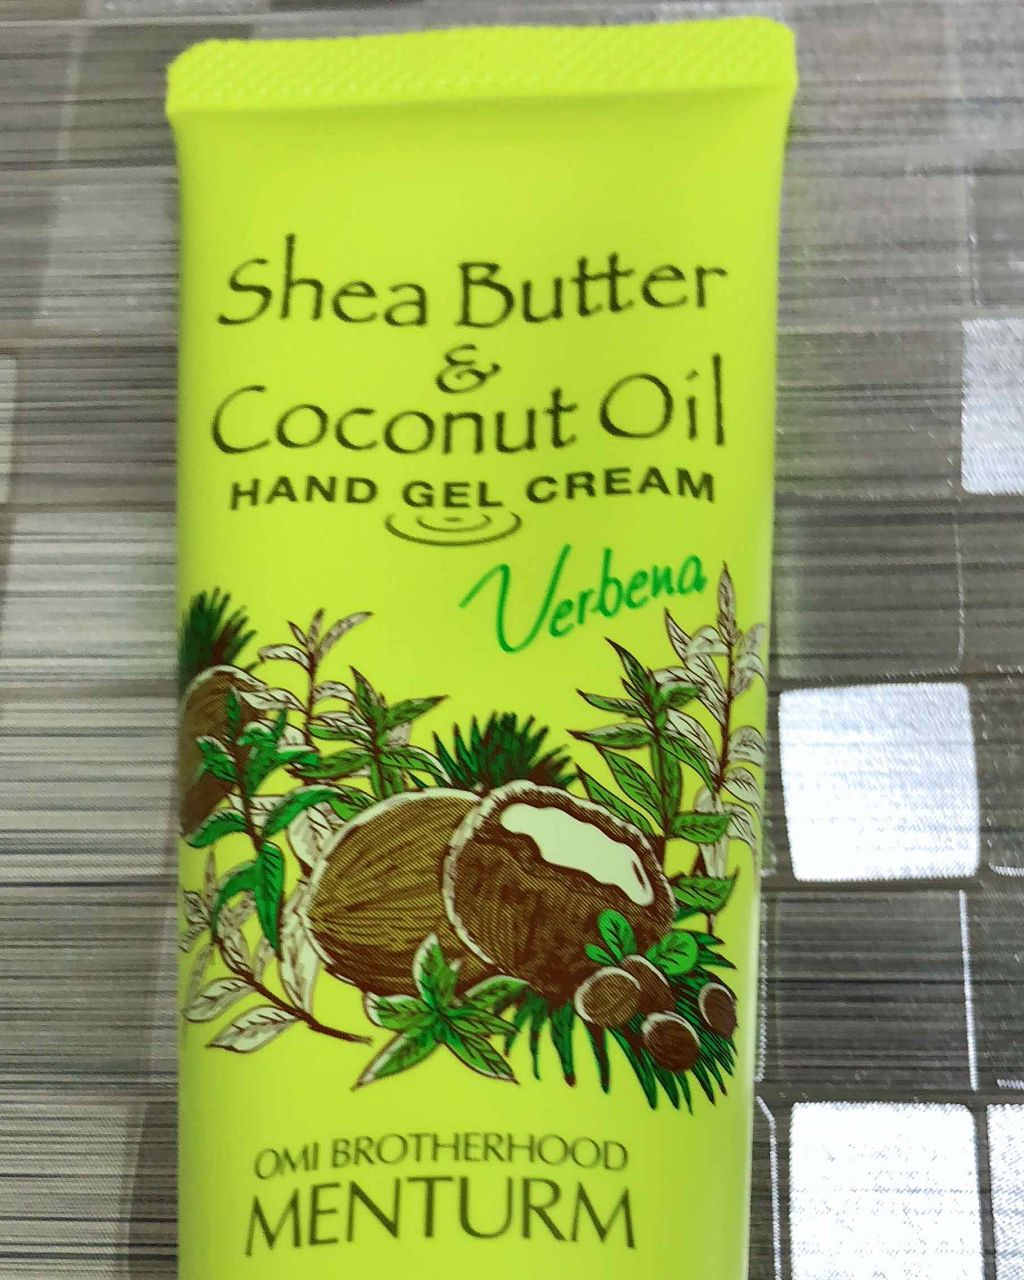 Shea Butter
&
Coconut Oil
HAND GEL CREAM
Verbena
OMI BROTHERHOOD
MENTURM